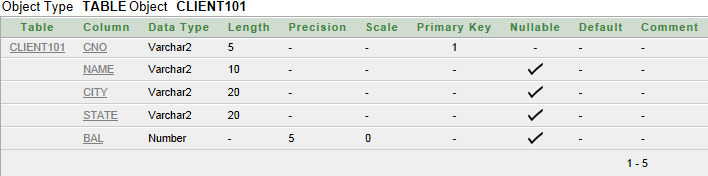 Object Type TABLE Object CLIENT101
Table Column Data Type Length Precision Scale Primary Key Nullable Default Comment
CLIENT101 CNO Varchar2 5 - - 1 - - -
NAME Varchar2 10 - - - - -
CITY Varchar2 20 - - - - -
STATE Varchar2 20 - - - - -
BAL Number - 5 0 - - -
1 - 5